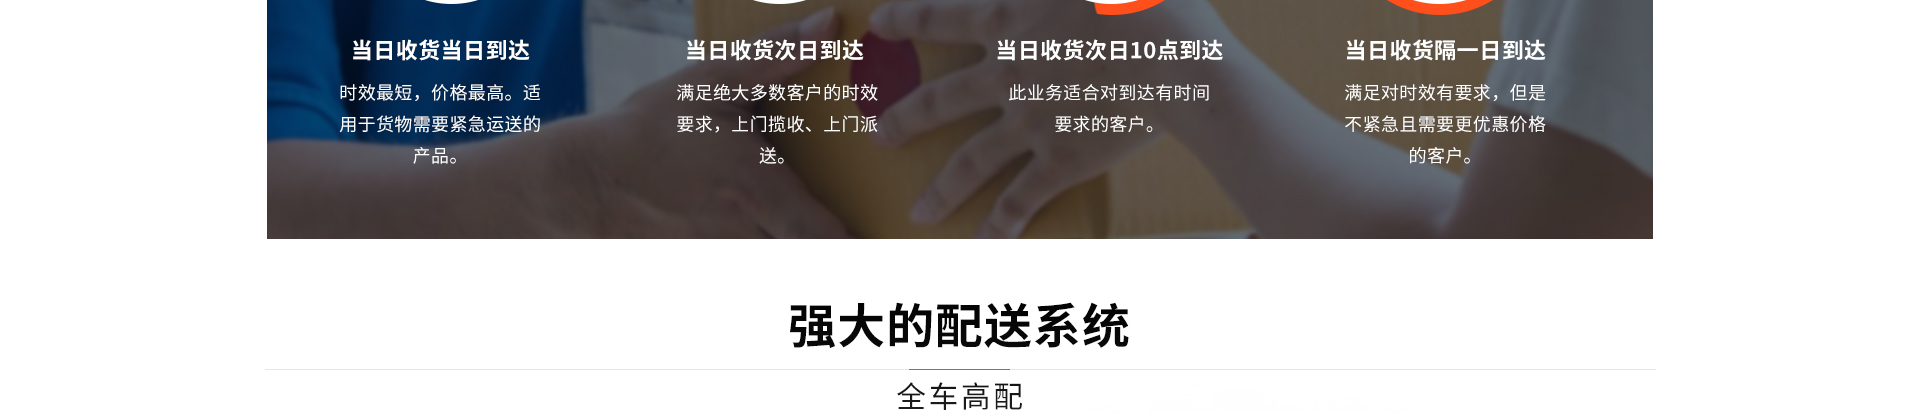 当日收货当日到达
时效最短，价格最高。适
用于货物需要紧急运送的
产品。
当日收货次日到达
满足绝大多数客户的时效
要求，上门揽收、上门派
送。
当日收货次日10点到达
此业务适合对到达有时间
要求的客户。
当日收货隔一日到达
满足对时效有要求，但是
不紧急且需要更优惠价格
的客户。
强大的配送系统
全车高配